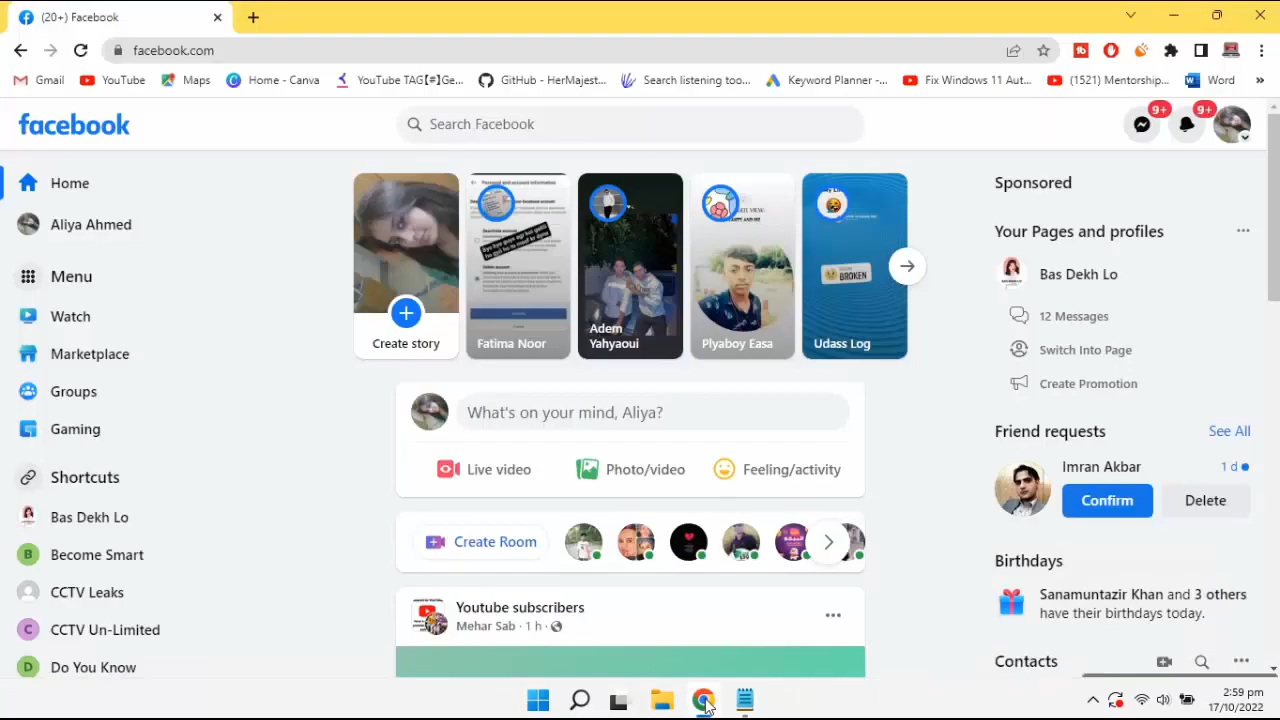 (20+) Facebook
facebook.com
Gmail
YouTube
Maps
Home - Canva
YouTube TAG【#】Ge...
GitHub - HerMajest...
Search listening too...
Keyword Planner -...
Fix Windows 11 Aut...
(1521) Mentorship...
Word
»
facebook
Search Facebook
9+
9+
Home
Aliya Ahmed
Menu
Watch
Marketplace
Groups
Gaming
Shortcuts
Bas Dekh Lo
Become Smart
CCTV Leaks
CCTV Un-Limited
Do You Know
B
C
D
Create story
Fatima Noor
Adem
Yahyaoui
Plyaboy Easa
BROKEN
Udass Log
What's on your mind, Aliya?
Live video
Photo/video
Feeling/activity
Create Room
Youtube subscribers
Mehar Sab · 1 h ·
Sponsored
Your Pages and profiles
Bas Dekh Lo
12 Messages
Switch Into Page
Create Promotion
Friend requests
See All
Imran Akbar
1 d
Confirm
Delete
Birthdays
Sanamuntazir Khan and 3 others
have their birthdays today.
Contacts
2:59 pm
17/10/2022